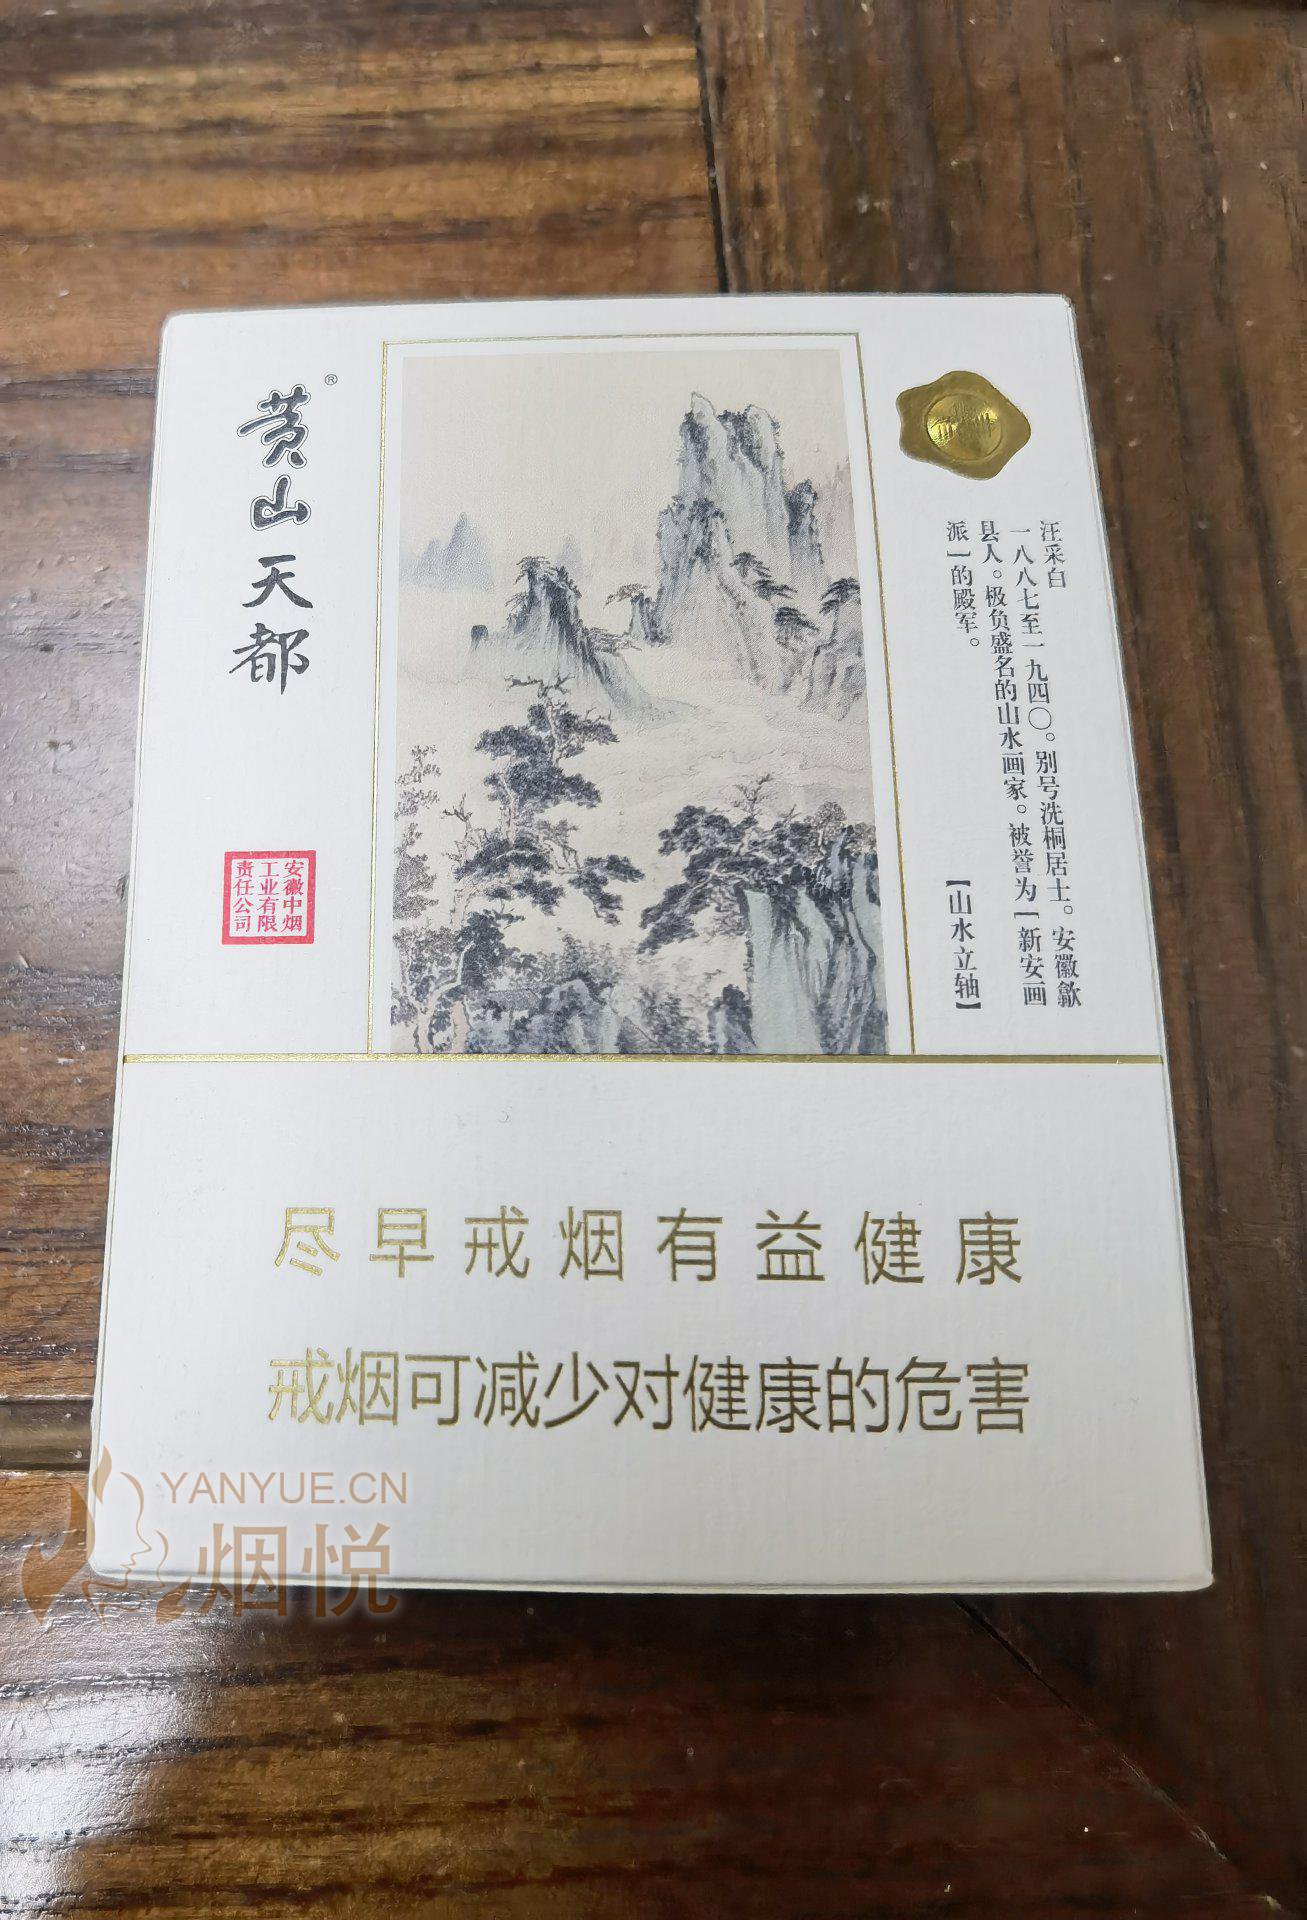 黄山®
天都
安徽中烟
工业有限
责任公司
汪采白
一八八七至一九四〇。别号洗桐居士。安徽歙
县人。极负盛名的山水画家。被誉为【新安画
派】的殿军。
【山水立轴】
尽早戒烟有益健康
戒烟可减少对健康的危害
YANYUE.CN
烟悦